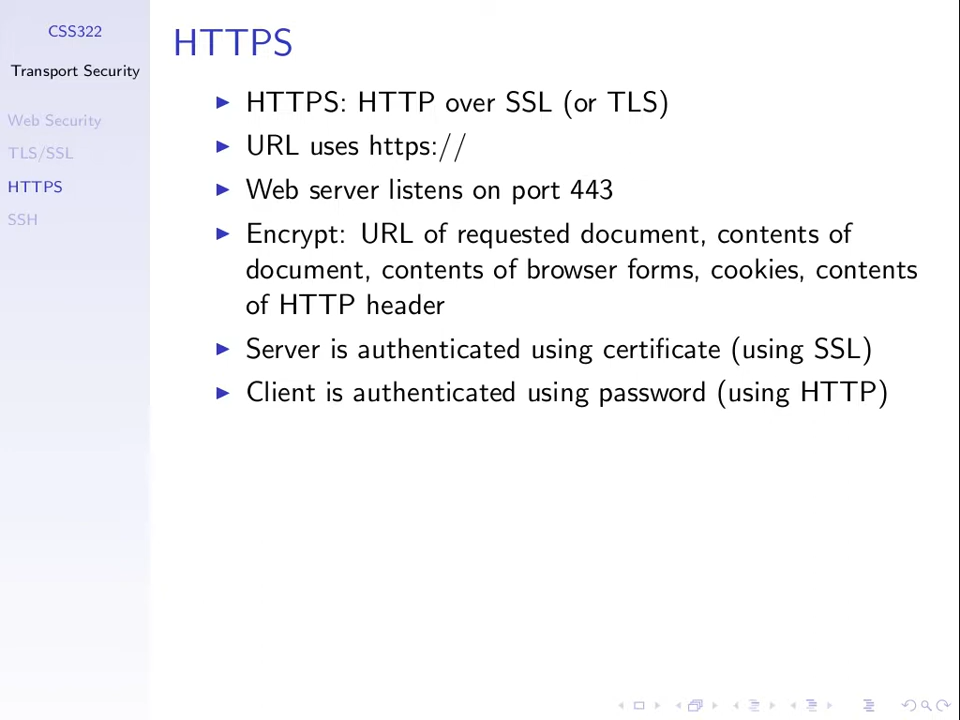 CSS322
Transport Security
Web Security
TLS/SSL
HTTPS
SSH
HTTPS
HTTPS: HTTP over SSL (or TLS)
URL uses https://
Web server listens on port 443
Encrypt: URL of requested document, contents of
document, contents of browser forms, cookies, contents
of HTTP header
Server is authenticated using certificate (using SSL)
Client is authenticated using password (using HTTP)